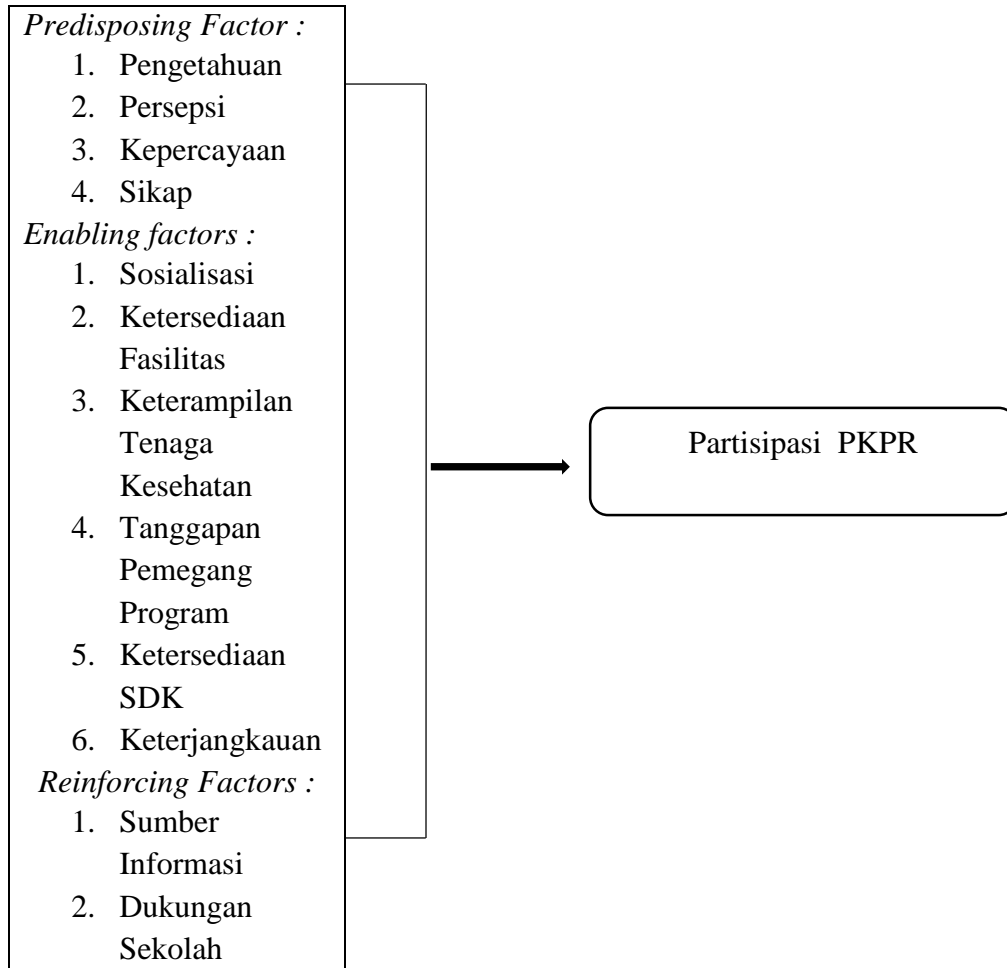 Predisposing Factor :
1. Pengetahuan
2. Persepsi
3. Kepercayaan
4. Sikap
Enabling factors :
1. Sosialisasi
2. Ketersediaan
Fasilitas
3. Keterampilan
Tenaga
Kesehatan
4. Tanggapan
Pemegang
Program
5. Ketersediaan
SDK
6. Keterjangkauan
Reinforcing Factors :
1. Sumber
Informasi
2. Dukungan
Sekolah
Partisipasi PKPR